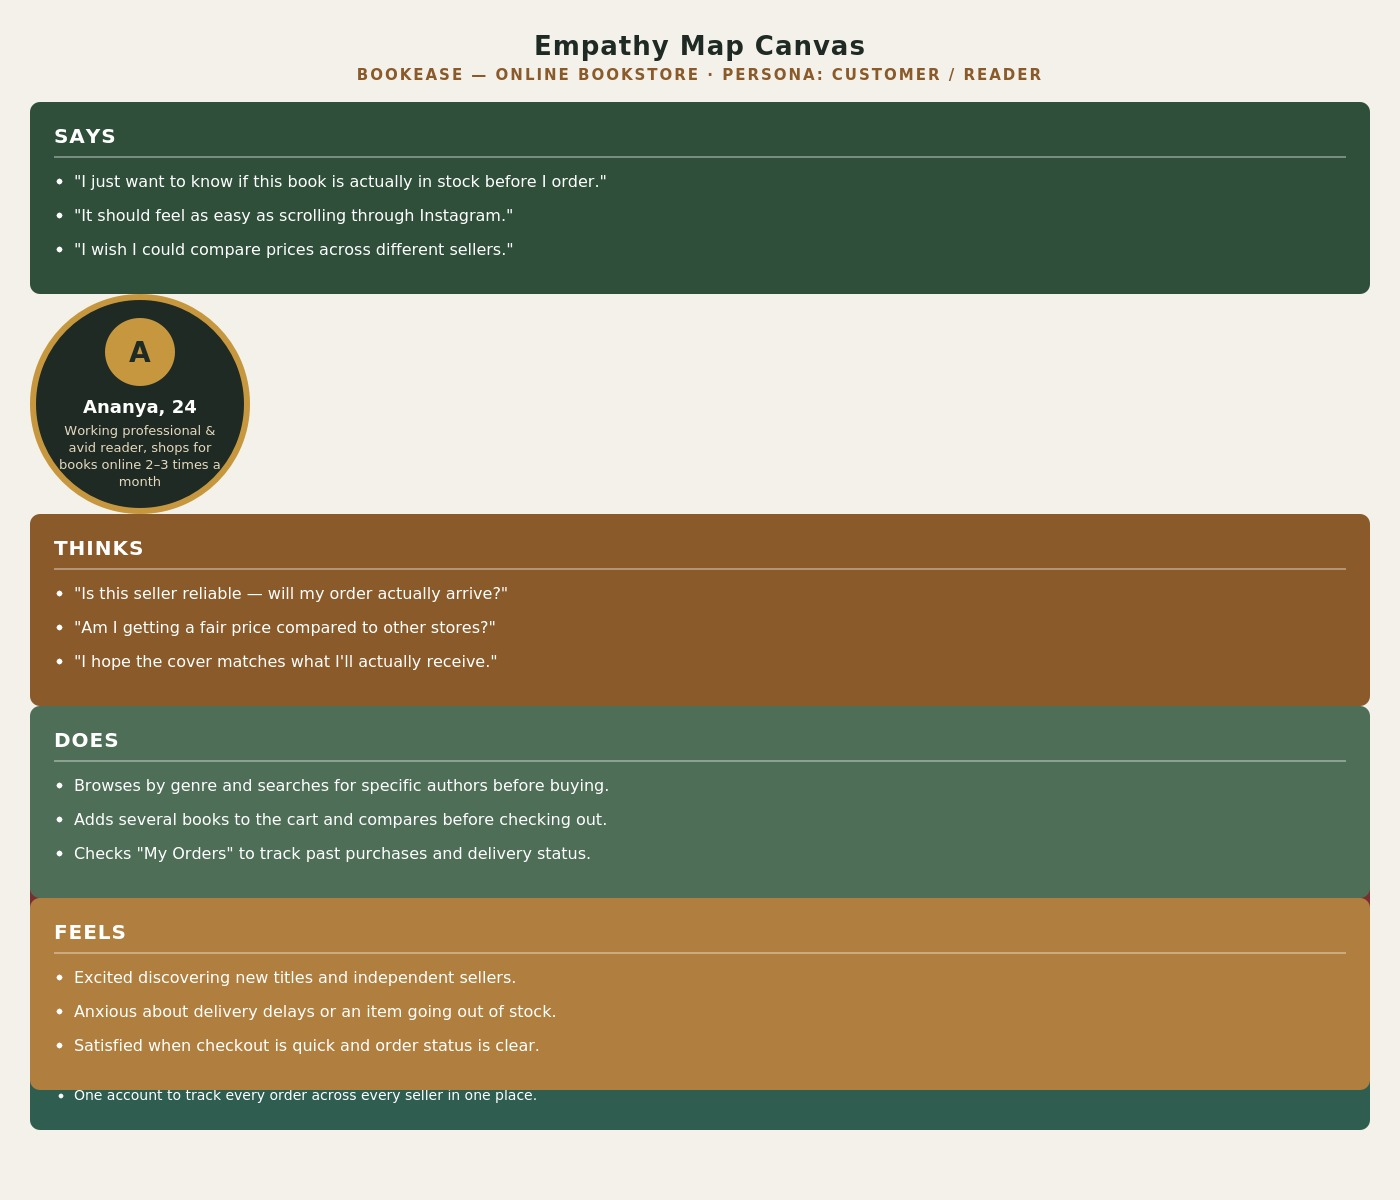 Empathy Map Canvas
BOOKEASE — ONLINE BOOKSTORE · PERSONA: CUSTOMER / READER
SAYS
• "I just want to know if this book is actually in stock before I order."
• "It should feel as easy as scrolling through Instagram."
• "I wish I could compare prices across different sellers."
A
Ananya, 24
Working professional &
avid reader, shops for
books online 2–3 times a
month
THINKS
• "Is this seller reliable — will my order actually arrive?"
• "Am I getting a fair price compared to other stores?"
• "I hope the cover matches what I'll actually receive."
DOES
• Browses by genre and searches for specific authors before buying.
• Adds several books to the cart and compares before checking out.
• Checks "My Orders" to track past purchases and delivery status.
FEELS
• Excited discovering new titles and independent sellers.
• Anxious about delivery delays or an item going out of stock.
• Satisfied when checkout is quick and order status is clear.
• One account to track every order across every seller in one place.